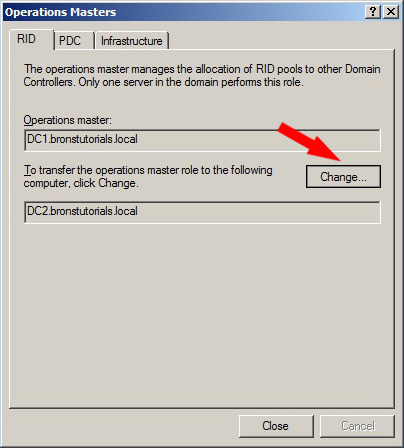 Operations Masters
RID PDC Infrastructure
The operations master manages the allocation of RID pools to other Domain
Controllers. Only one server in the domain performs this role.
Operations master:
DC1.bronstutorials.local
To transfer the operations master role to the following
computer, click Change.
Change...
DC2.bronstutorials.local
Close Cancel